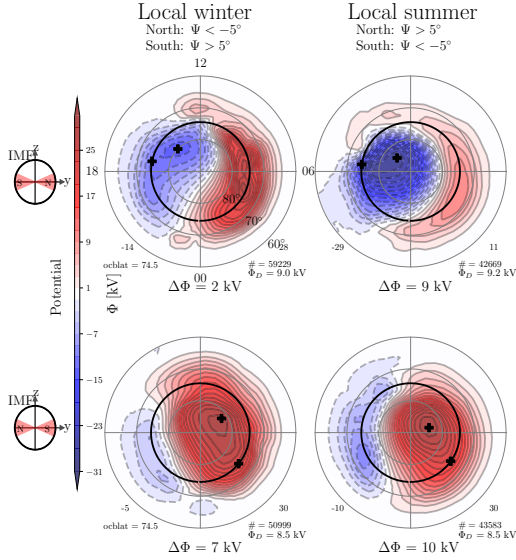 Local winter
North: Ψ < −5°
South: Ψ > 5°
Local summer
North: Ψ > 5°
South: Ψ < −5°
12
IMF
z
y
S
N
80°
70°
60°
-14
28
ocblat = 74.5
00
# = 59229
Φ_D = 9.0 kV
ΔΦ = 2 kV
06
-29
11
# = 42669
Φ_D = 9.2 kV
ΔΦ = 9 kV
25
18
17
9
1
−7
−15
−23
−31
Potential
Φ [kV]
IMF
z
y
N
S
-5
30
ocblat = 74.5
# = 50999
Φ_D = 8.5 kV
ΔΦ = 7 kV
-10
30
# = 43583
Φ_D = 8.5 kV
ΔΦ = 10 kV